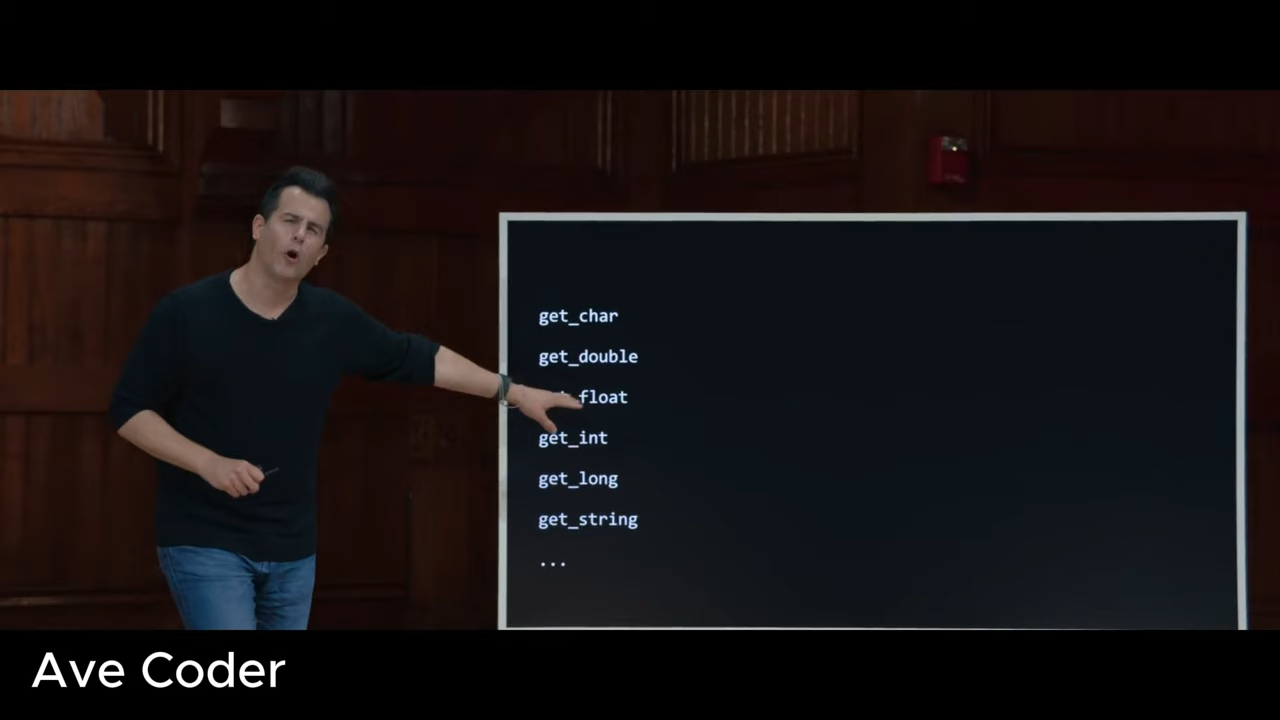 get_char
get_double
float
get_int
get_long
get_string
...
Ave Coder